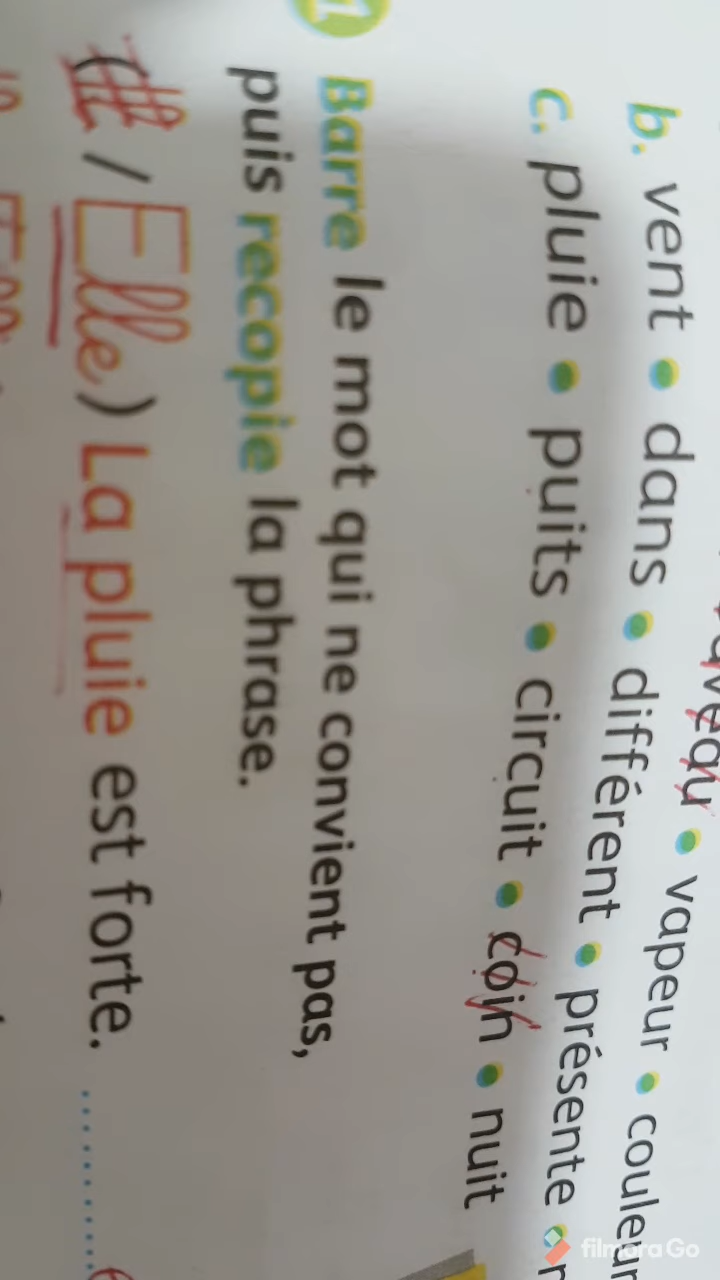 veau • vapeur • couleur
b. vent • dans • différent • présente •
c. pluie • puits • circuit • coin • nuit
Barre le mot qui ne convient pas,
puis recopie la phrase.
/ Elle) La pluie est forte. ..........
filmora Go